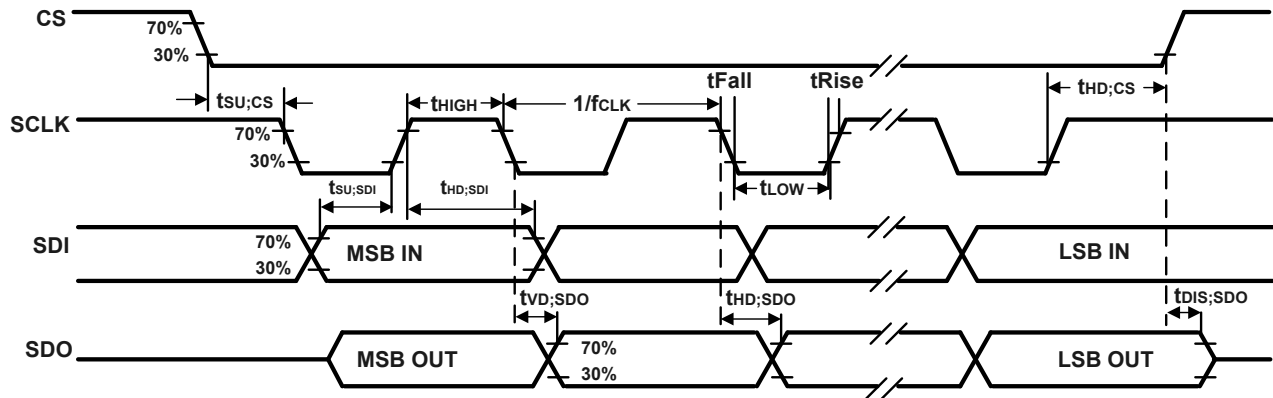 CS
70%
30%
tSU;CS
tHIGH
1/fCLK
tFall
tRise
tHD;CS
SCLK
70%
30%
tSU;SDI
tHD;SDI
tLOW
SDI
70%
30%
MSB IN
LSB IN
tVD;SDO
tHD;SDO
tDIS;SDO
SDO
MSB OUT
70%
30%
LSB OUT